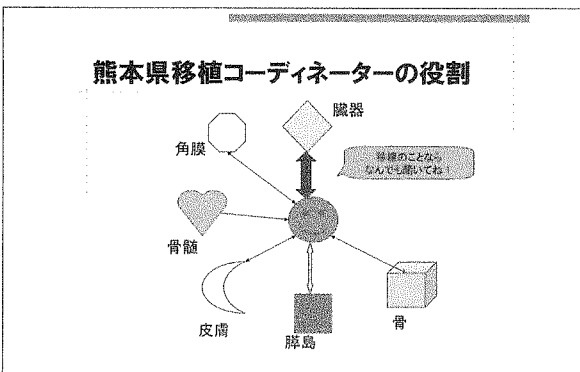 熊本県移植コーディネーターの役割
臓器
角膜
移植のことなら
なんでも聞いてね
骨髄
皮膚
膵島
骨